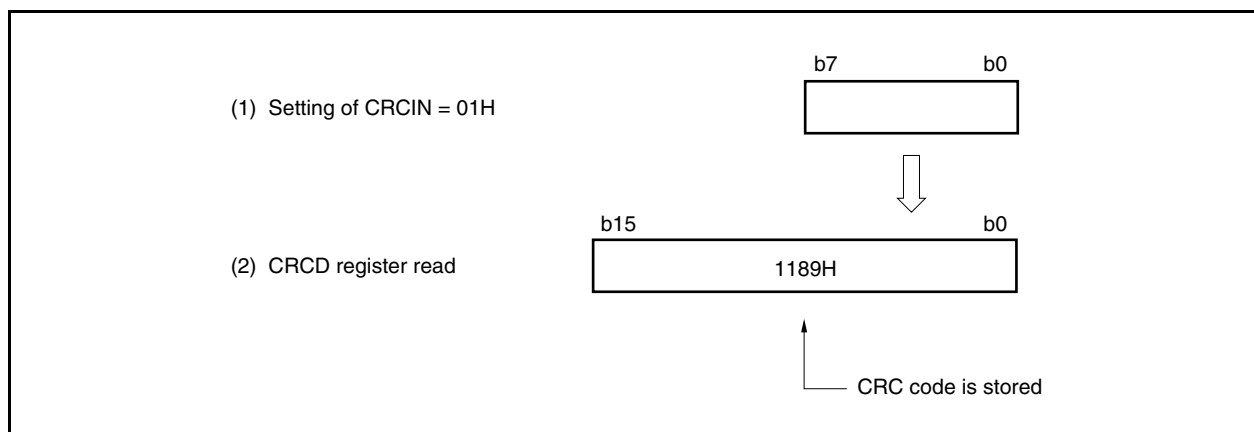 b7 b0
(1) Setting of CRCIN = 01H
b15 b0
(2) CRCD register read 1189H
CRC code is stored